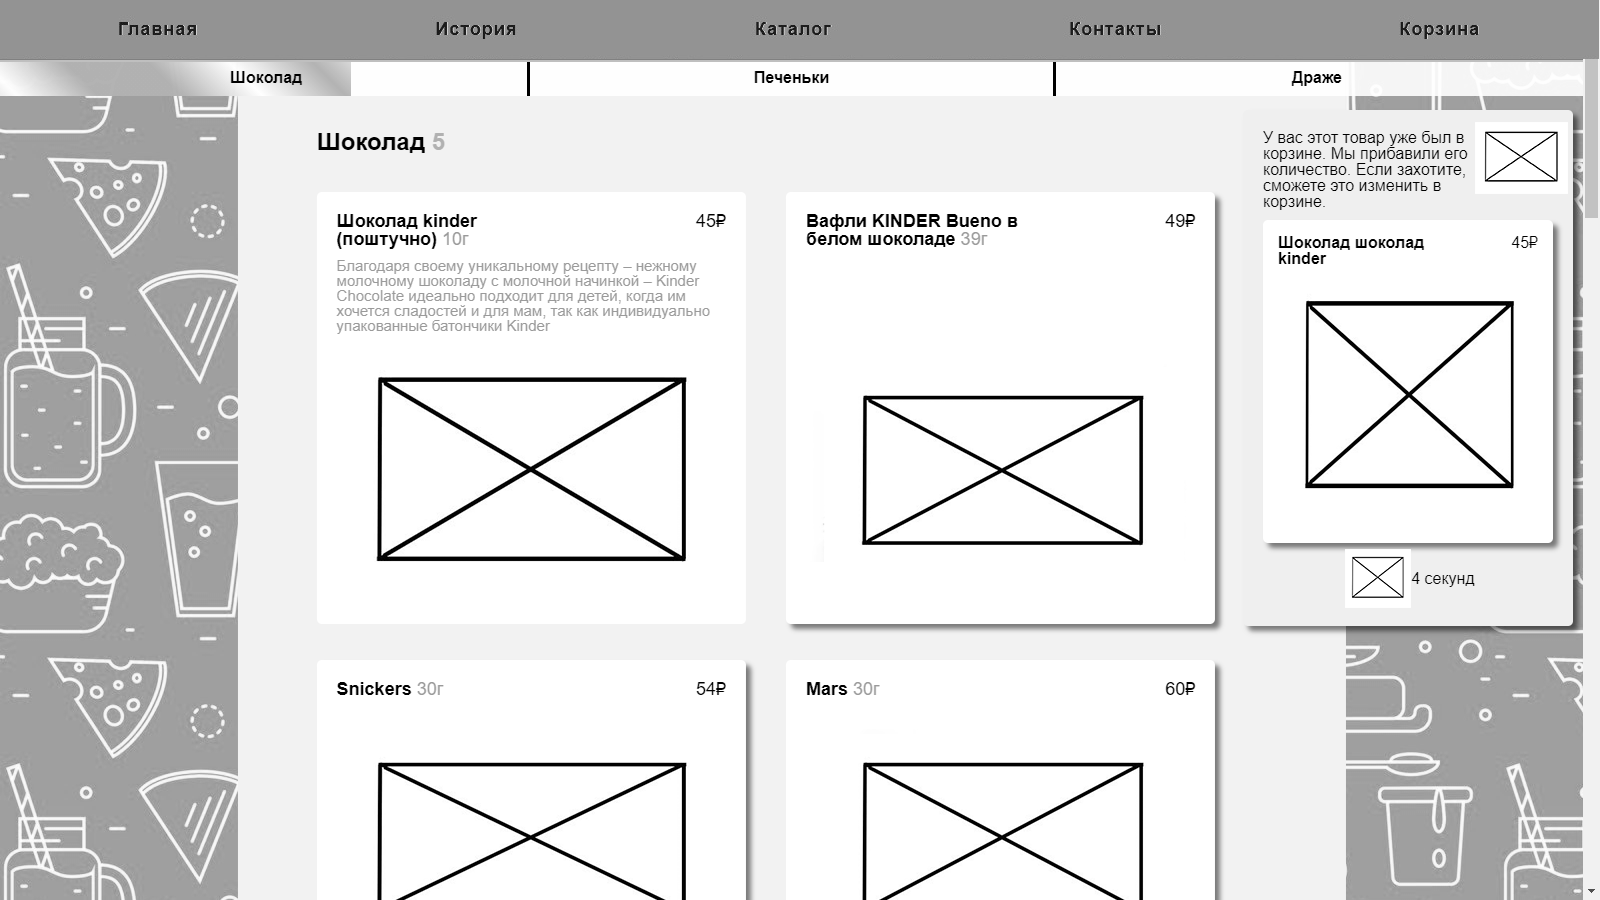 Главная История Каталог Контакты Корзина
Шоколад Печеньки Драже
Шоколад 5
Шоколад kinder
(поштучно) 10г
45₽
Благодаря своему уникальному рецепту – нежному
молочному шоколаду с молочной начинкой – Kinder
Chocolate идеально подходит для детей, когда им
хочется сладостей и для мам, так как индивидуально
упакованные батончики Kinder
Вафли KINDER Bueno в
белом шоколаде 39г
49₽
Snickers 30г
54₽
Mars 30г
60₽
У вас этот товар уже был в
корзине. Мы прибавили его
количество. Если захотите,
сможете это изменить в
корзине.
Шоколад шоколад
kinder
45₽
4 секунд